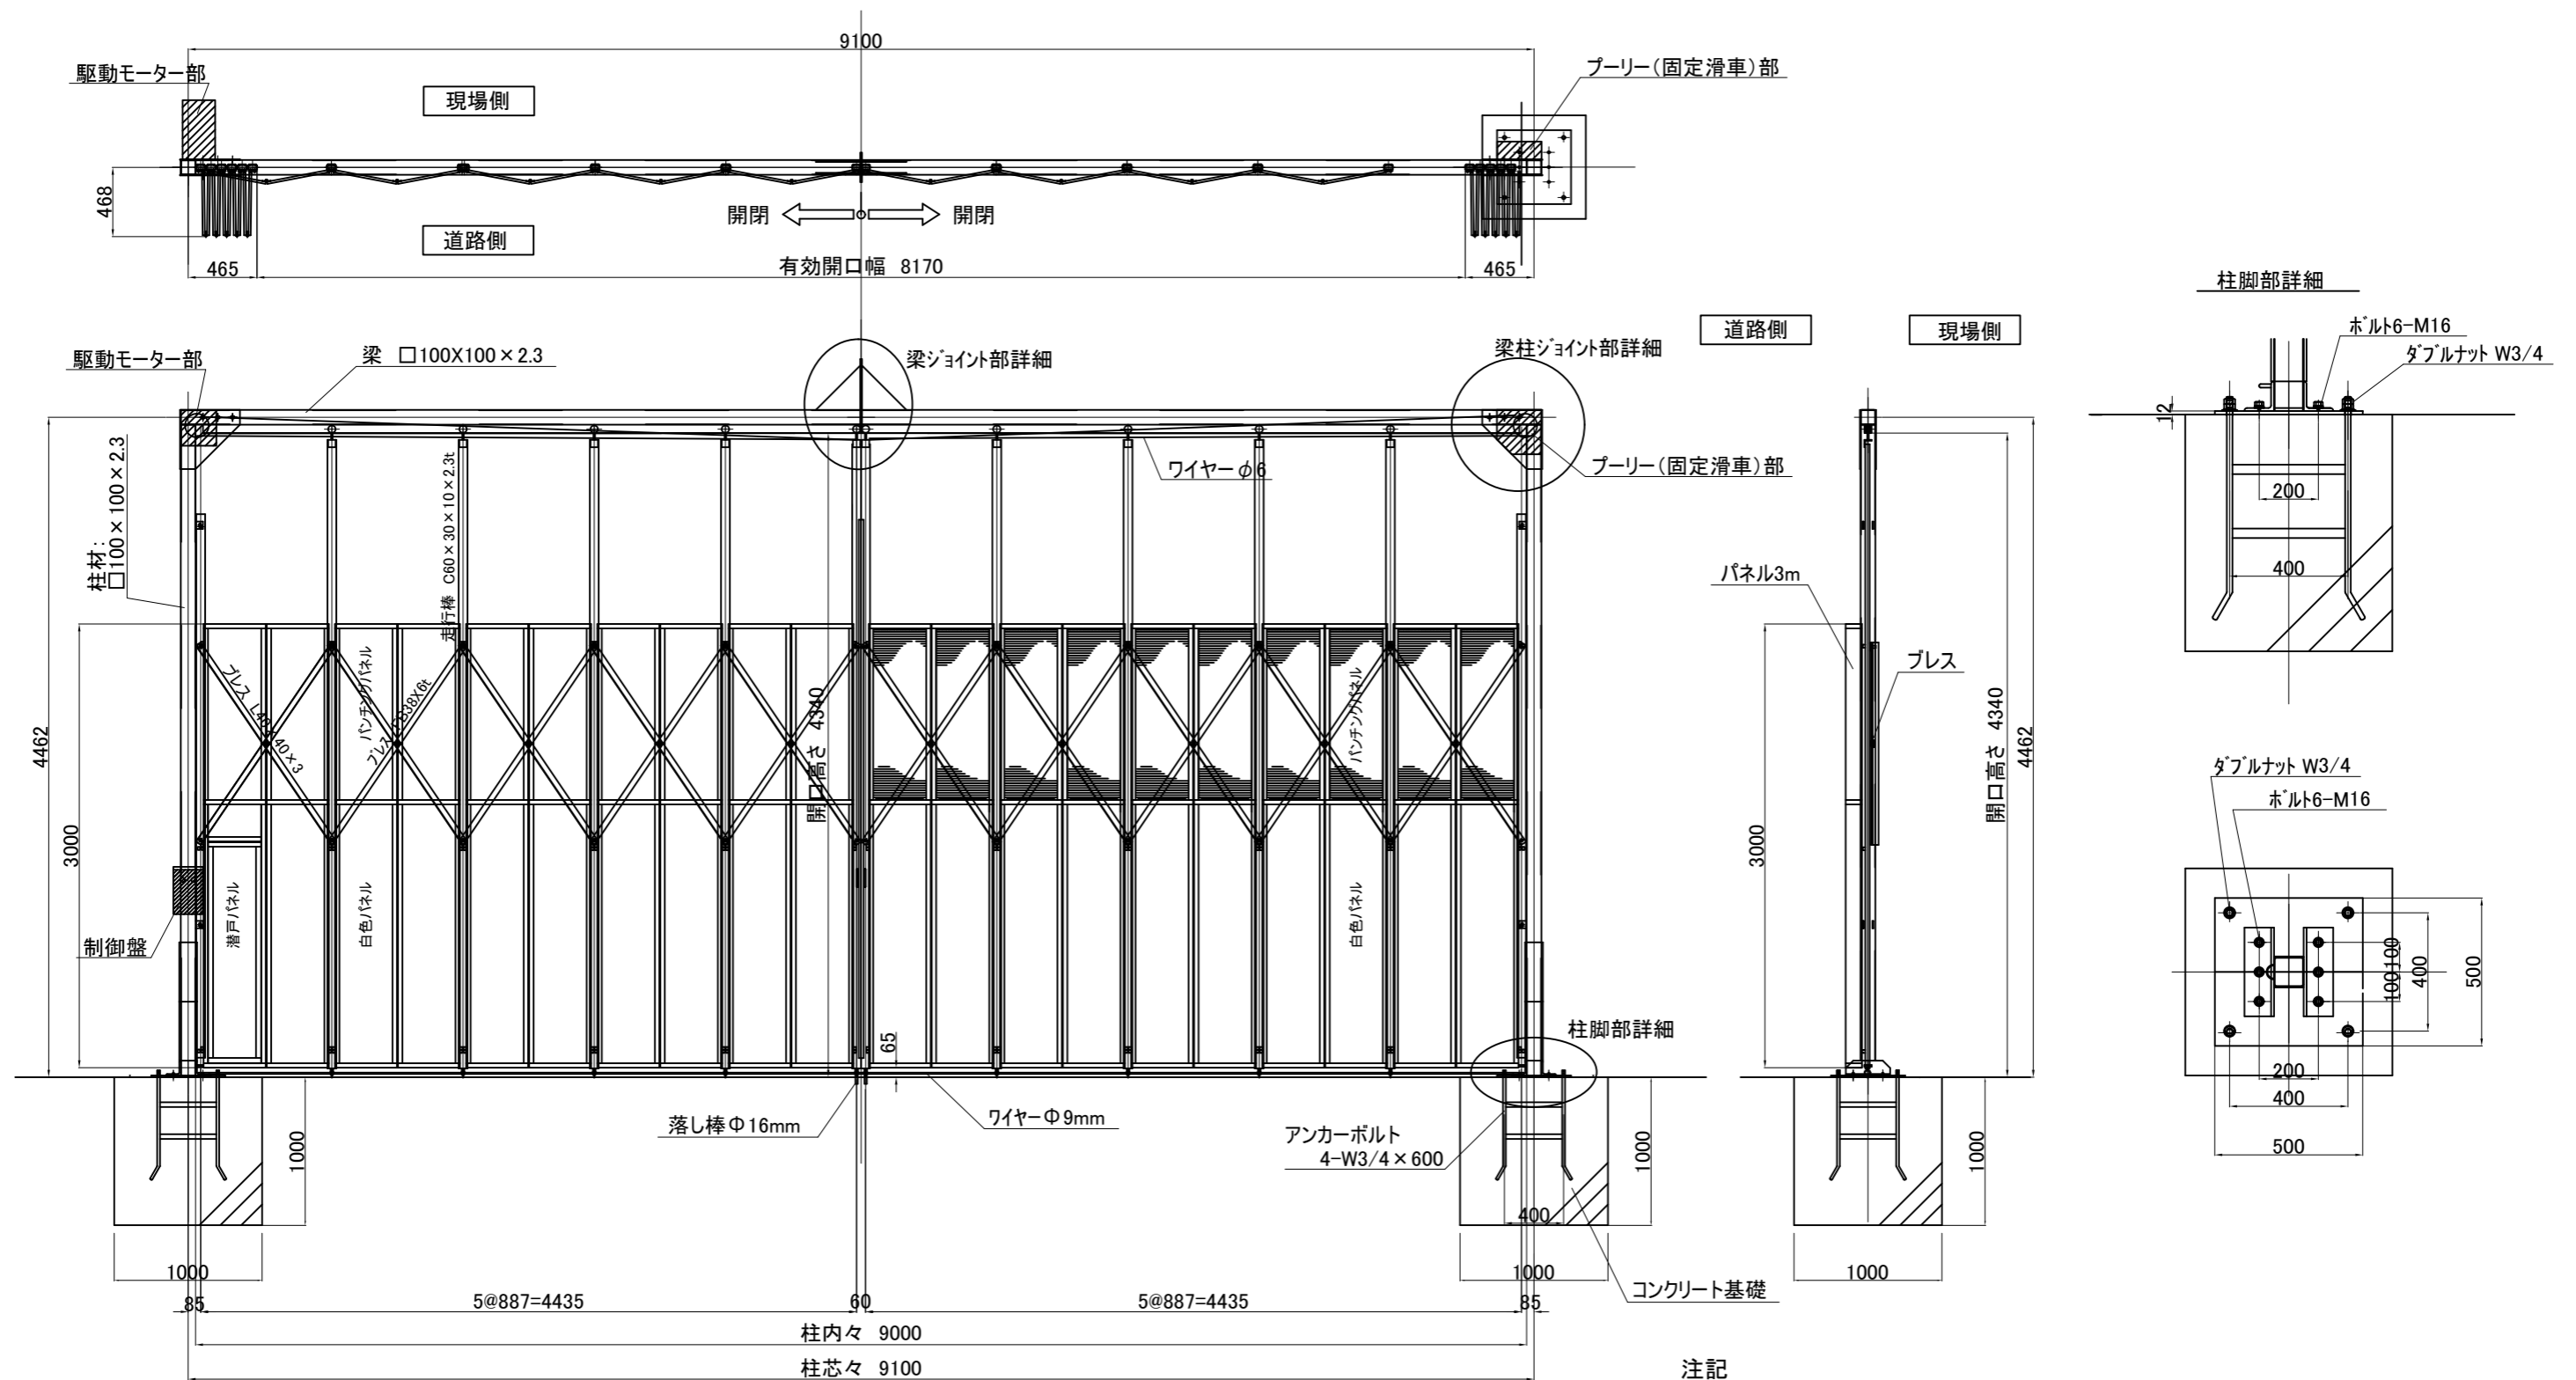 9100
駆動モーター部
現場側
プーリー(固定滑車)部
468
開閉
開閉
道路側
465
有効開口幅 8170
465
駆動モーター部
梁 □100X100×2.3
梁ジョイント部詳細
梁柱ジョイント部詳細
道路側
現場側
柱脚部詳細
ボルト6-M16
ダブルナット W3/4
12
200
400
ワイヤーφ6
プーリー(固定滑車)部
柱材:
□100×100×2.3
走行棒 C60×30×10×2.3t
パネル3m
ブレス
4462
3000
ブレス L40×40×3
パンチングパネル
ブレス FB38X6t
開口高さ 4340
パンチングパネル
3000
開口高さ 4340
4462
制御盤
潜戸パネル
白色パネル
白色パネル
65
柱脚部詳細
ダブルナット W3/4
ボルト6-M16
100
100
400
500
200
400
500
落し棒Φ16mm
ワイヤーΦ9mm
アンカーボルト
4-W3/4×600
1000
400
1000
1000
1000
1000
1000
コンクリート基礎
85
5@887=4435
60
5@887=4435
85
柱内々 9000
柱芯々 9100
注記